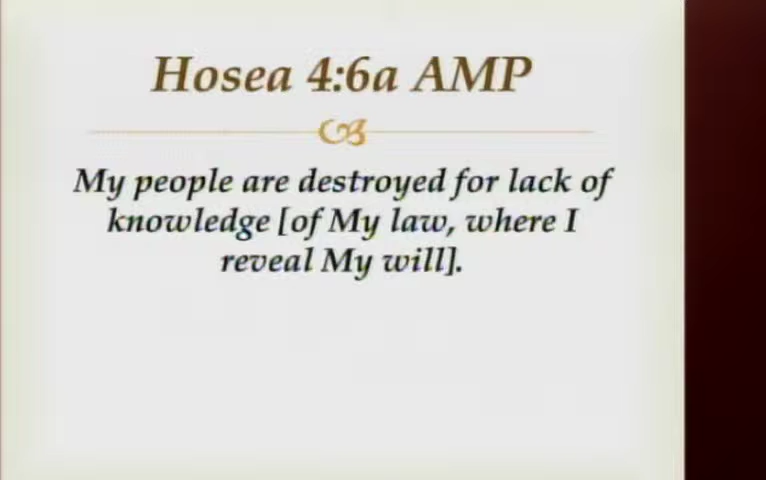 Hosea 4:6a AMP
My people are destroyed for lack of
knowledge [of My law, where I
reveal My will].